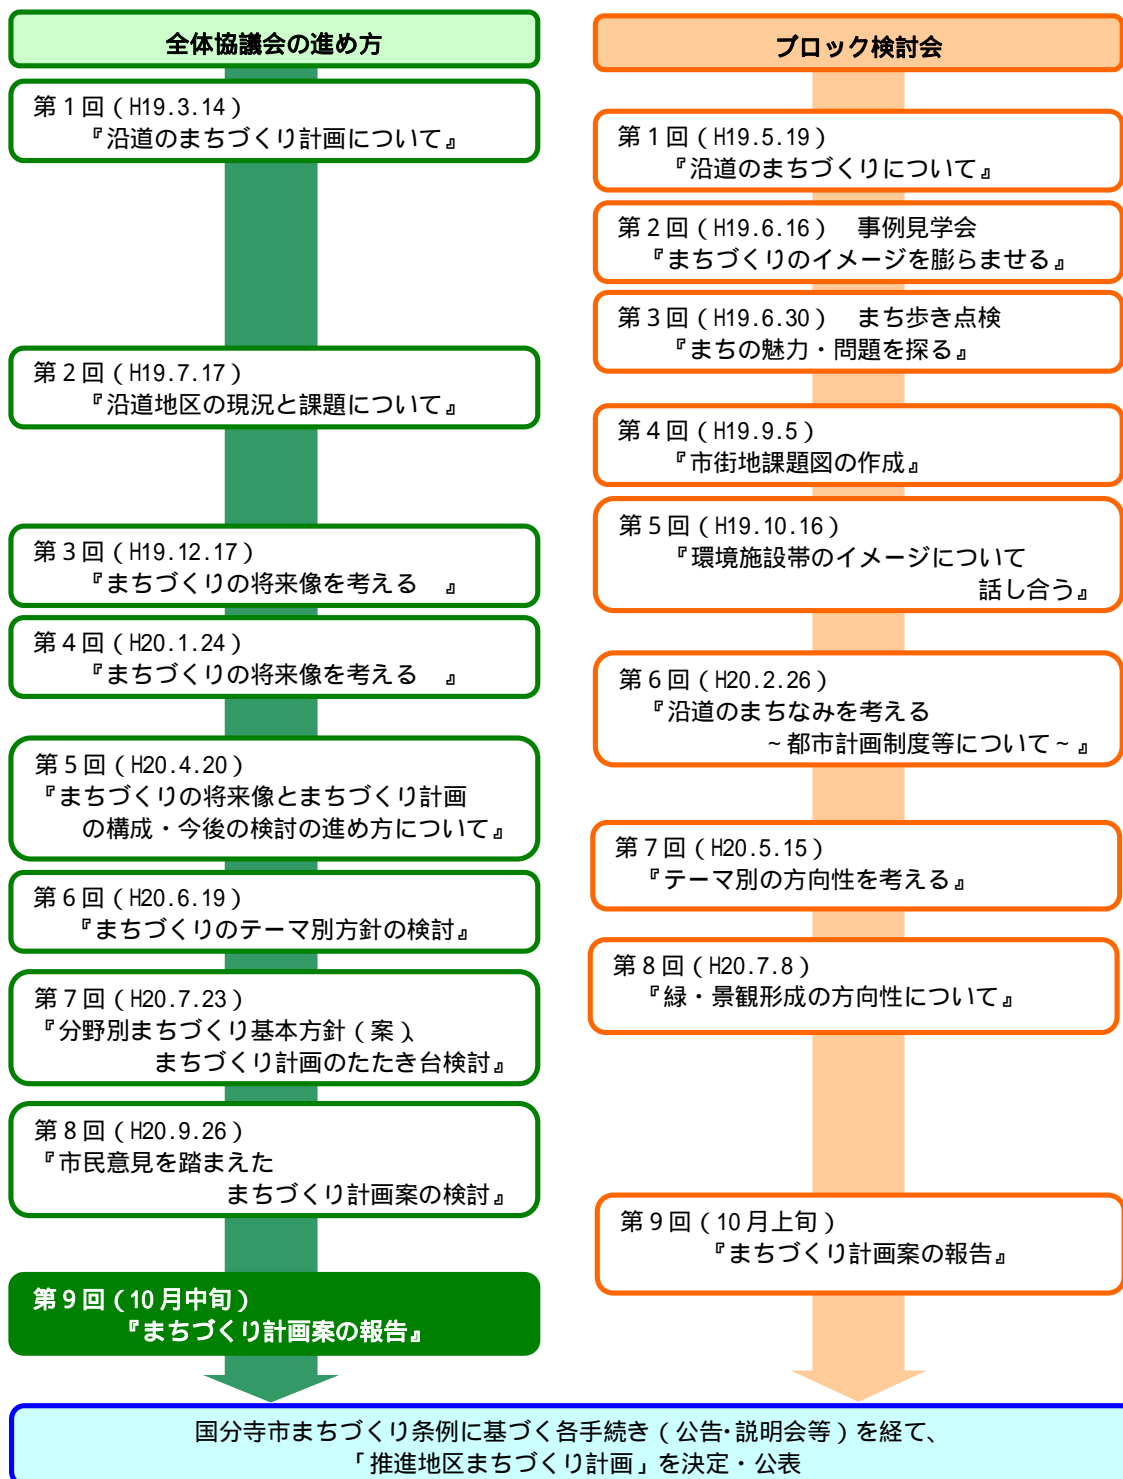 全体協議会の進め方
第1回（H19.3.14）
『沿道のまちづくり計画について』
第2回（H19.7.17）
『沿道地区の現況と課題について』
第3回（H19.12.17）
『まちづくりの将来像を考える　』
第4回（H20.1.24）
『まちづくりの将来像を考える　』
第5回（H20.4.20）
『まちづくりの将来像とまちづくり計画
の構成・今後の検討の進め方について』
第6回（H20.6.19）
『まちづくりのテーマ別方針の検討』
第7回（H20.7.23）
『分野別まちづくり基本方針（案）、
まちづくり計画のたたき台検討』
第8回（H20.9.26）
『市民意見を踏まえた
まちづくり計画案の検討』
第9回（10月中旬）
『まちづくり計画案の報告』
ブロック検討会
第1回（H19.5.19）
『沿道のまちづくりについて』
第2回（H19.6.16）　事例見学会
『まちづくりのイメージを膨らませる』
第3回（H19.6.30）　まち歩き点検
『まちの魅力・問題を探る』
第4回（H19.9.5）
『市街地課題図の作成』
第5回（H19.10.16）
『環境施設帯のイメージについて
話し合う』
第6回（H20.2.26）
『沿道のまちなみを考える
～都市計画制度等について～』
第7回（H20.5.15）
『テーマ別の方向性を考える』
第8回（H20.7.8）
『緑・景観形成の方向性について』
第9回（10月上旬）
『まちづくり計画案の報告』
国分寺市まちづくり条例に基づく各手続き（公告・説明会等）を経て、
「推進地区まちづくり計画」を決定・公表